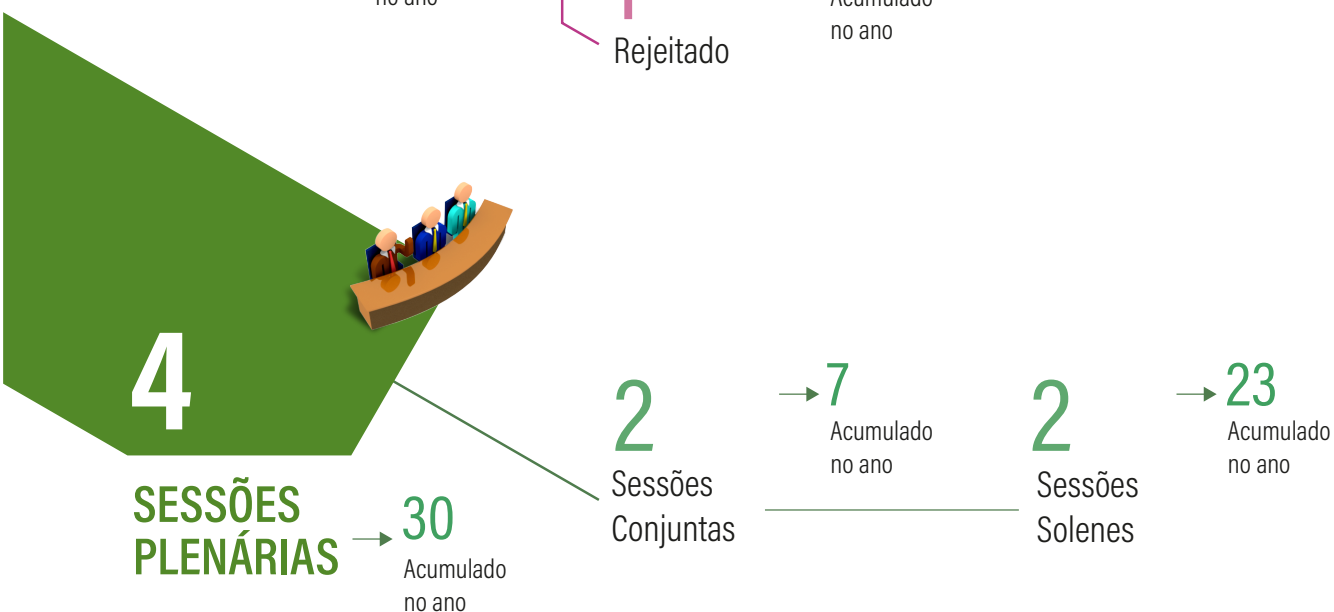 no ano
1
Rejeitado
Acumulado
no ano
4
SESSÕES
PLENÁRIAS
30
Acumulado
no ano
2
Sessões
Conjuntas
7
Acumulado
no ano
2
Sessões
Solenes
23
Acumulado
no ano